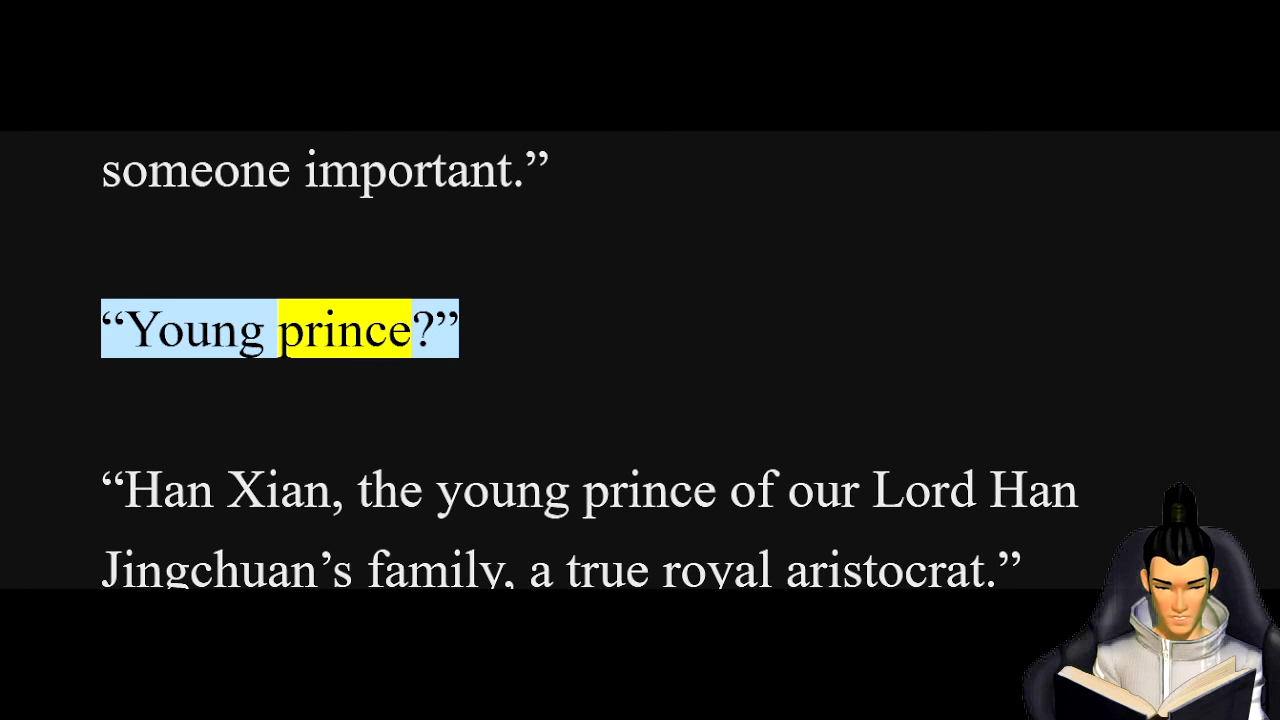 someone important.”
“Young prince?”
“Han Xian, the young prince of our Lord Han
Jingchuan’s family, a true royal aristocrat.”